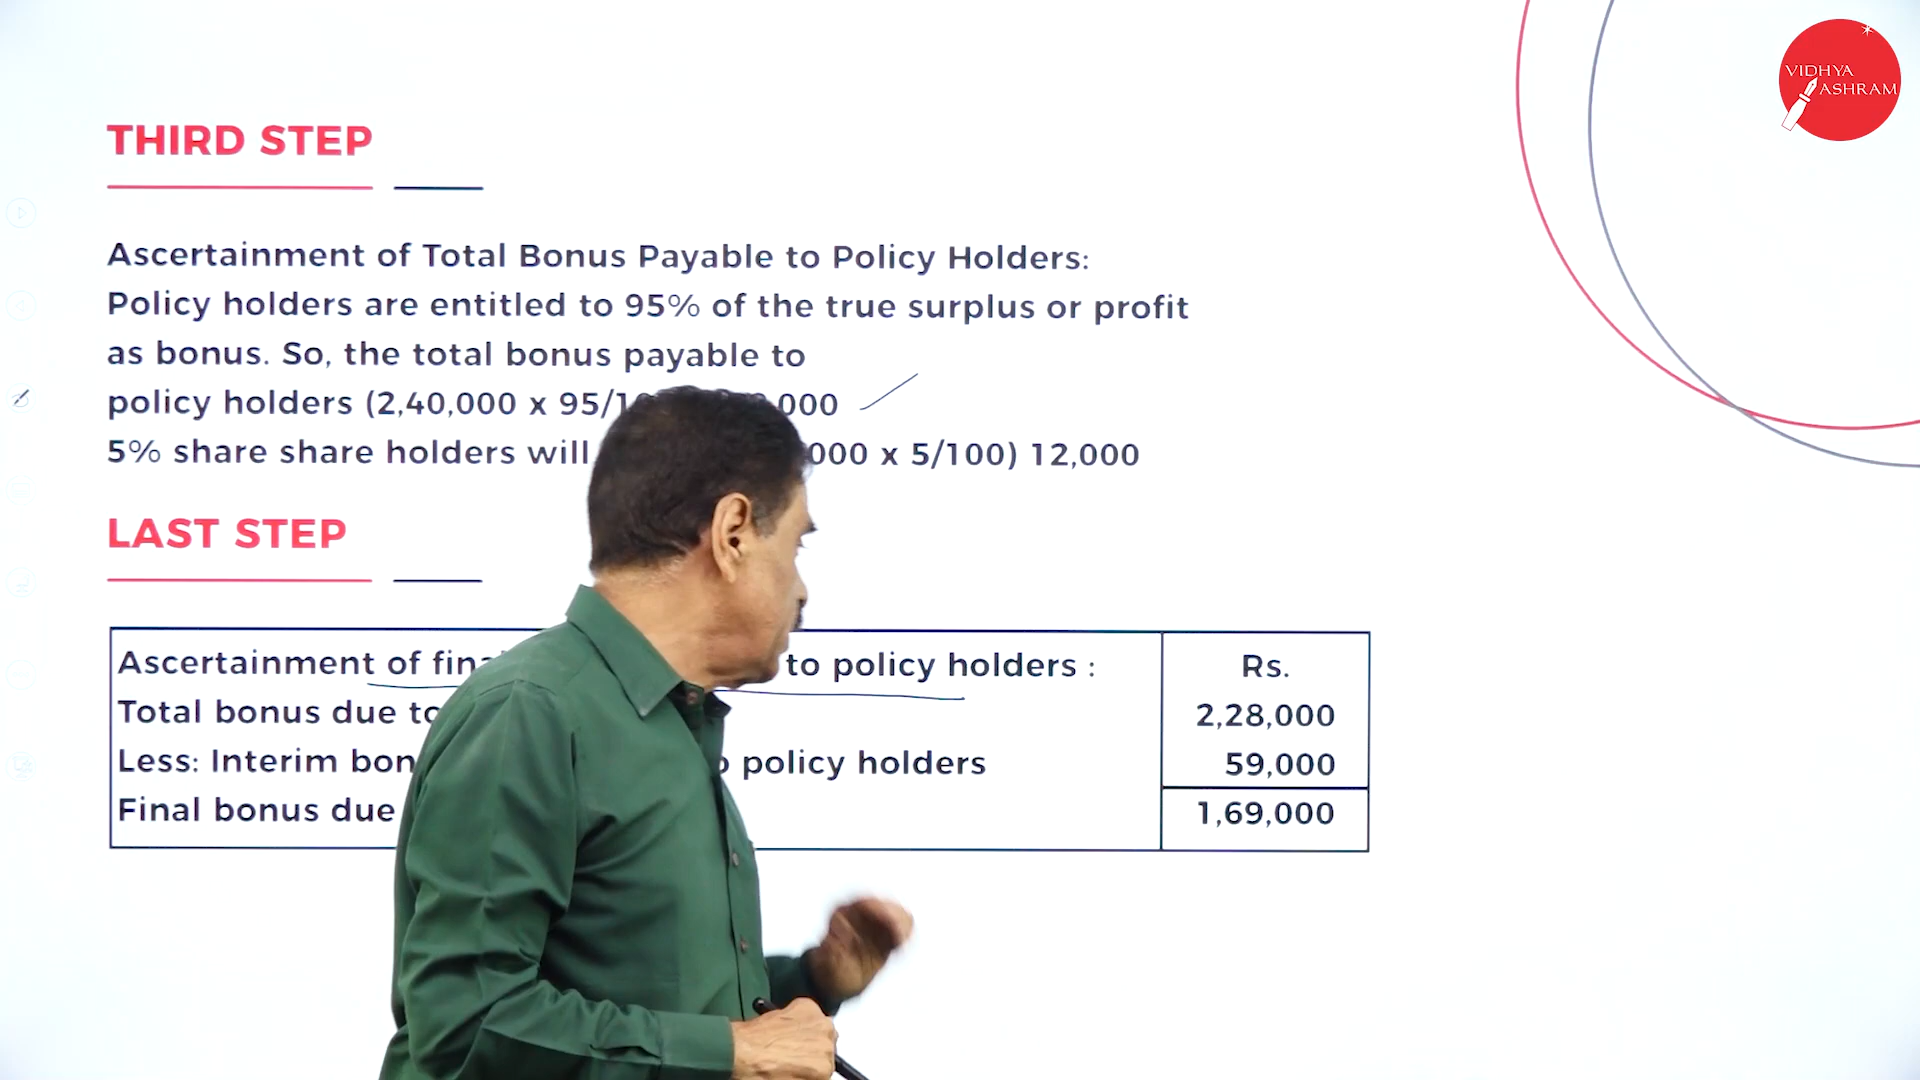 VIDHYA
ASHRAM
THIRD STEP
Ascertainment of Total Bonus Payable to Policy Holders:
Policy holders are entitled to 95% of the true surplus or profit
as bonus. So, the total bonus payable to
policy holders (2,40,000 x 95/1 000
5% share share holders will 000 x 5/100) 12,000
LAST STEP
Ascertainment of to policy holders : Rs.
Total bonus due to 2,28,000
Less: Interim policy holders 59,000
Final bonus due 1,69,000